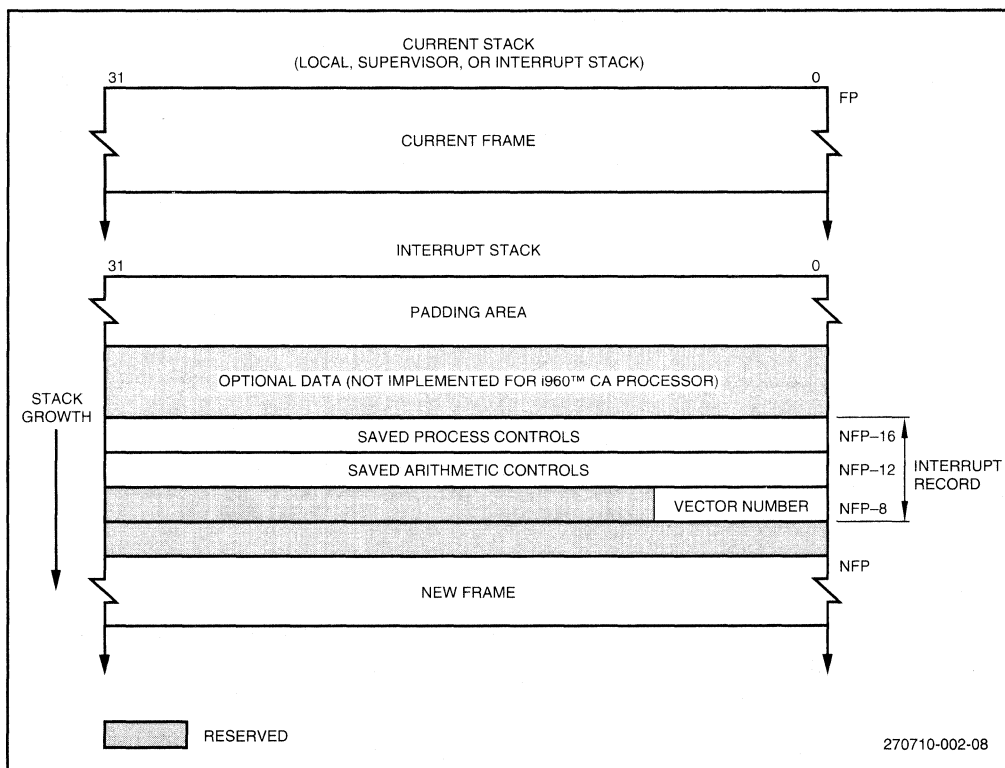 CURRENT STACK
(LOCAL, SUPERVISOR, OR INTERRUPT STACK)
31 0
FP
CURRENT FRAME
INTERRUPT STACK
31 0
PADDING AREA
OPTIONAL DATA (NOT IMPLEMENTED FOR i960™ CA PROCESSOR)
STACK
GROWTH
SAVED PROCESS CONTROLS NFP–16
SAVED ARITHMETIC CONTROLS NFP–12
INTERRUPT
RECORD
VECTOR NUMBER NFP–8
NFP
NEW FRAME
RESERVED
270710-002-08